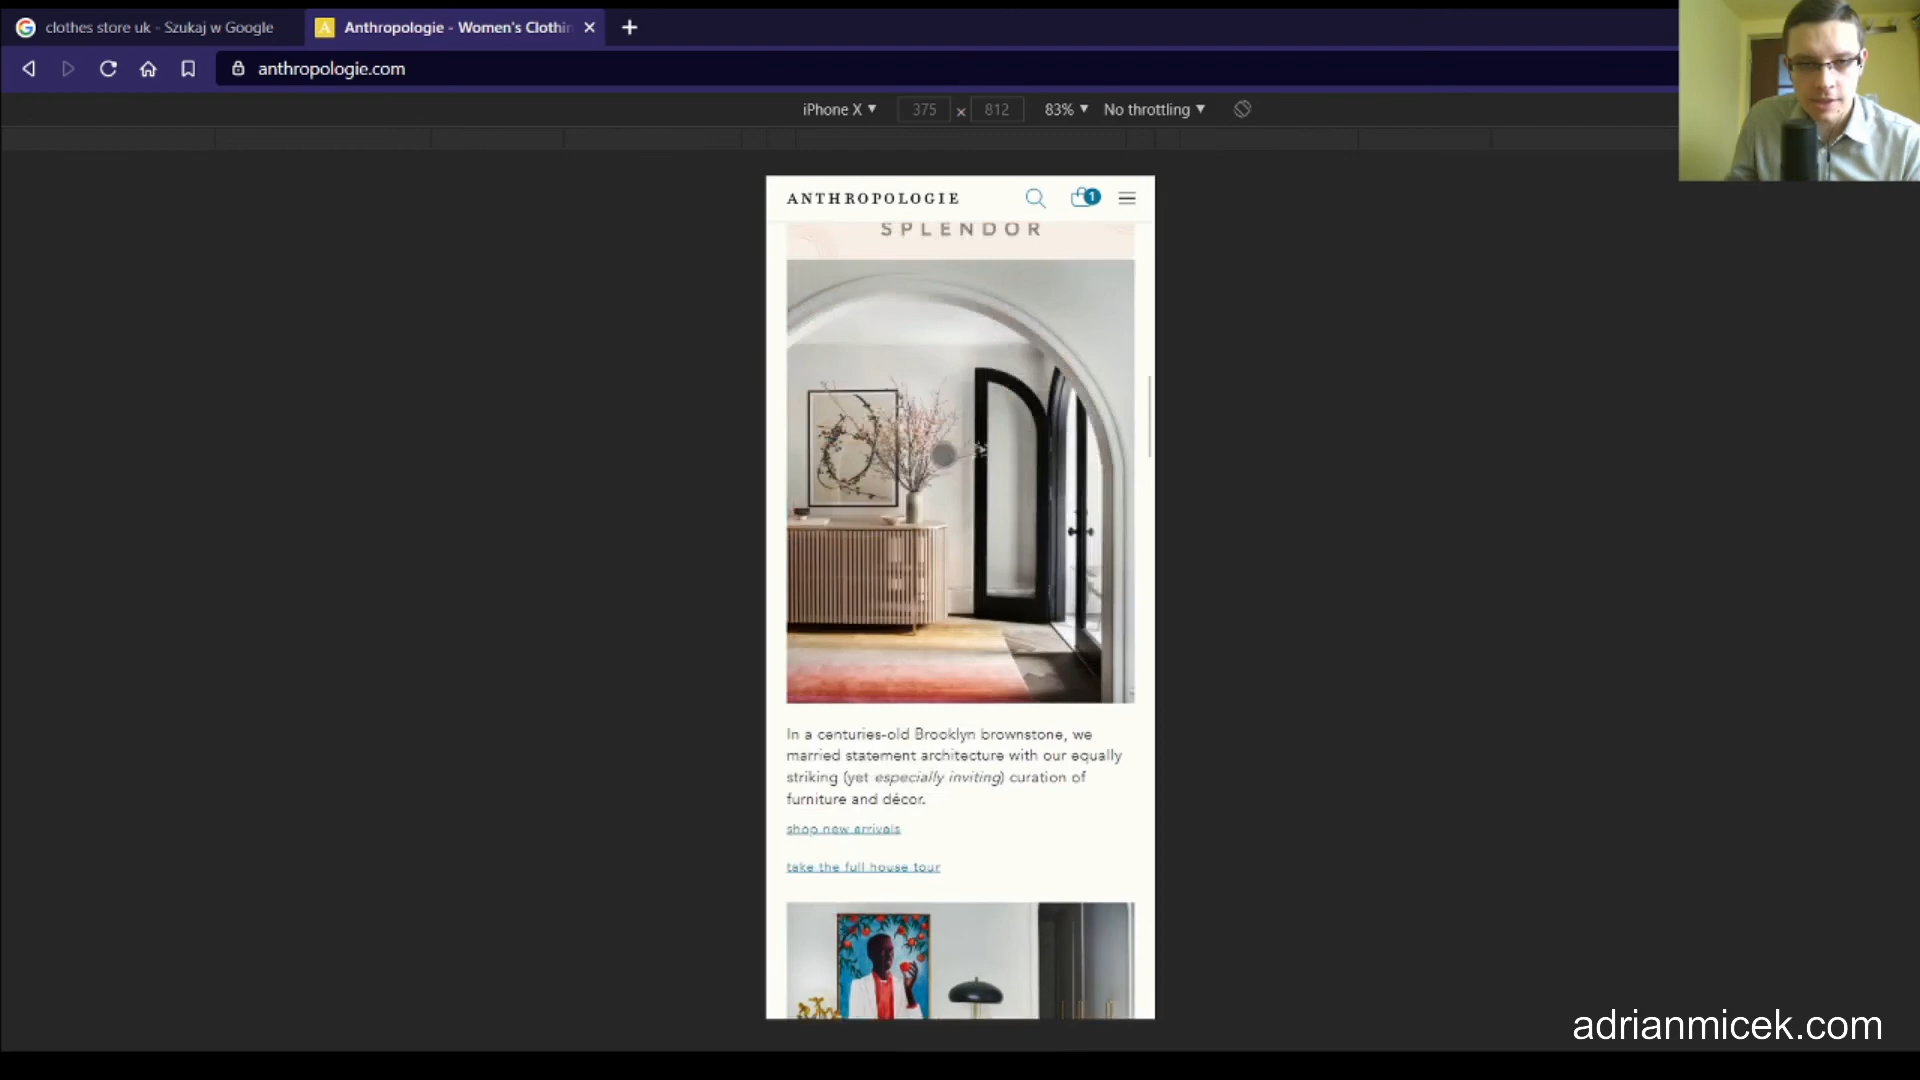 clothes store uk - Szukaj w Google
Anthropologie - Women's Clothin
anthropologie.com
iPhone X
375 x 812
83%
No throttling
ANTHROPOLOGIE
1
SPLENDOR
In a centuries-old Brooklyn brownstone, we
married statement architecture with our equally
striking (yet especially inviting) curation of
furniture and décor.
shop new arrivals
take the full house tour
adrianmicek.com